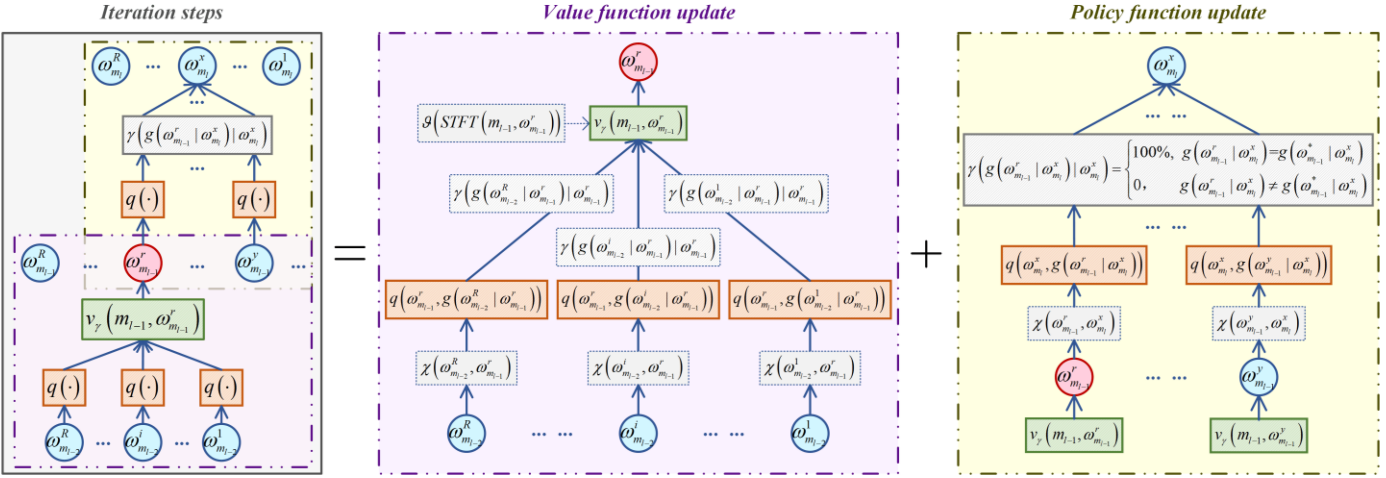 Iteration steps
ω^R_{m_l} ... ω^x_{m_l} ... ω^1_{m_l}
...
γ(g(ω^r_{m_{l-1}} | ω^x_{m_l}) | ω^x_{m_l})
...
q(·) q(·)
ω^R_{m_{l-1}} ... ω^r_{m_{l-1}} ... ω^y_{m_{l-1}} ...
v_γ(m_{l-1}, ω^r_{m_{l-1}})
q(·) q(·) q(·)
ω^R_{m_{l-2}} ... ω^i_{m_{l-2}} ... ω^1_{m_{l-2}}
=
Value function update
ω^r_{m_{l-1}}
ϑ(STFT(m_{l-1}, ω^r_{m_{l-1}})) v_γ(m_{l-1}, ω^r_{m_{l-1}})
γ(g(ω^R_{m_{l-2}} | ω^r_{m_{l-1}}) | ω^r_{m_{l-1}}) γ(g(ω^1_{m_{l-2}} | ω^r_{m_{l-1}}) | ω^r_{m_{l-1}})
γ(g(ω^i_{m_{l-2}} | ω^r_{m_{l-1}}) | ω^r_{m_{l-1}})
q(ω^r_{m_{l-1}}, g(ω^R_{m_{l-2}} | ω^r_{m_{l-1}})) q(ω^r_{m_{l-1}}, g(ω^i_{m_{l-2}} | ω^r_{m_{l-1}})) q(ω^r_{m_{l-1}}, g(ω^1_{m_{l-2}} | ω^r_{m_{l-1}}))
χ(ω^R_{m_{l-2}}, ω^r_{m_{l-1}}) χ(ω^i_{m_{l-2}}, ω^r_{m_{l-1}}) χ(ω^1_{m_{l-2}}, ω^r_{m_{l-1}})
ω^R_{m_{l-2}} ... ... ω^i_{m_{l-2}} ... ... ω^1_{m_{l-2}}
+
Policy function update
ω^x_{m_l}
... ...
γ(g(ω^r_{m_{l-1}} | ω^x_{m_l}) | ω^x_{m_l}) = { 100%, g(ω^r_{m_{l-1}} | ω^x_{m_l}) = g(ω^*_{m_{l-1}} | ω^x_{m_l})
0, g(ω^r_{m_{l-1}} | ω^x_{m_l}) ≠ g(ω^*_{m_{l-1}} | ω^x_{m_l})
... ...
q(ω^x_{m_l}, g(ω^r_{m_{l-1}} | ω^x_{m_l})) q(ω^x_{m_l}, g(ω^y_{m_{l-1}} | ω^x_{m_l}))
χ(ω^r_{m_{l-1}}, ω^x_{m_l}) χ(ω^y_{m_{l-1}}, ω^x_{m_l})
ω^r_{m_{l-1}} ... ... ω^y_{m_{l-1}}
v_γ(m_{l-1}, ω^r_{m_{l-1}}) v_γ(m_{l-1}, ω^y_{m_{l-1}})